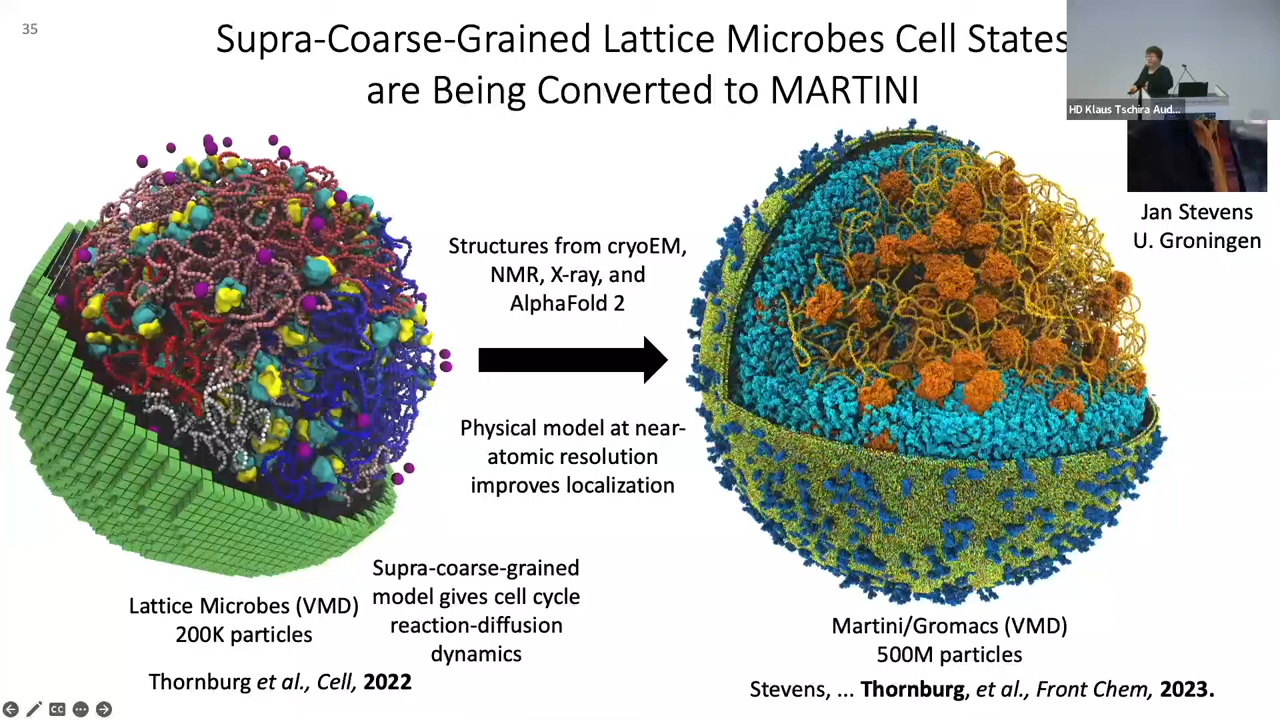 35
Supra-Coarse-Grained Lattice Microbes Cell States
are Being Converted to MARTINI
HD Klaus Tschira Aud...
Jan Stevens
U. Groningen
Structures from cryoEM,
NMR, X-ray, and
AlphaFold 2
Physical model at near-
atomic resolution
improves localization
Supra-coarse-grained
model gives cell cycle
reaction-diffusion
dynamics
Lattice Microbes (VMD)
200K particles
Thornburg et al., Cell, 2022
Martini/Gromacs (VMD)
500M particles
Stevens, ... Thornburg, et al., Front Chem, 2023.
CC